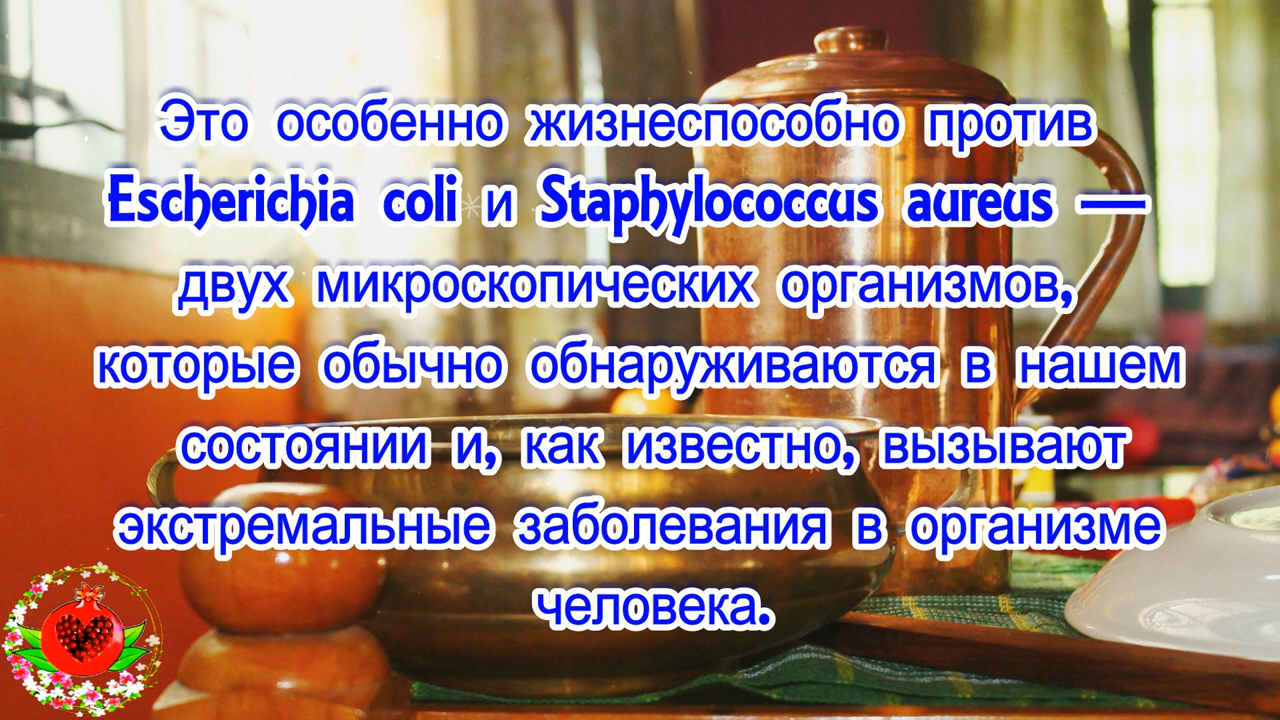 Это особенно жизнеспособно против
Escherichia coli и Staphylococcus aureus —
двух микроскопических организмов,
которые обычно обнаруживаются в нашем
состоянии и, как известно, вызывают
экстремальные заболевания в организме
человека.